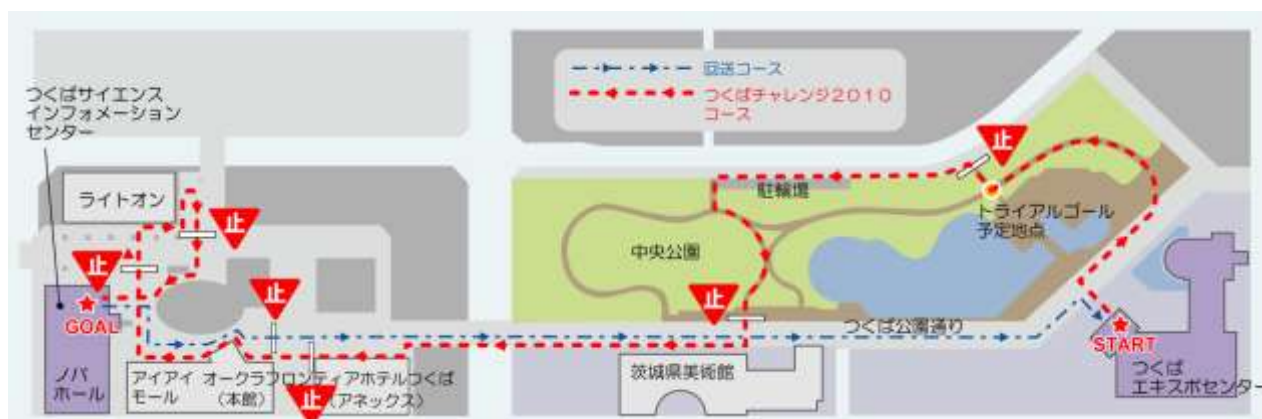 回送コース
つくばチャレンジ2010
コース
つくばサイエンス
インフォメーション
センター
止
ライトオン
駐輪場
トライアルゴール
予定地点
止
中央公園
止
止
止
GOAL
つくば公園通り
START
ノバ
ホール
アイアイ
モール
オークラフロンティアホテルつくば
(本館)
(アネックス)
止
茨城県美術館
つくば
エキスポセンター